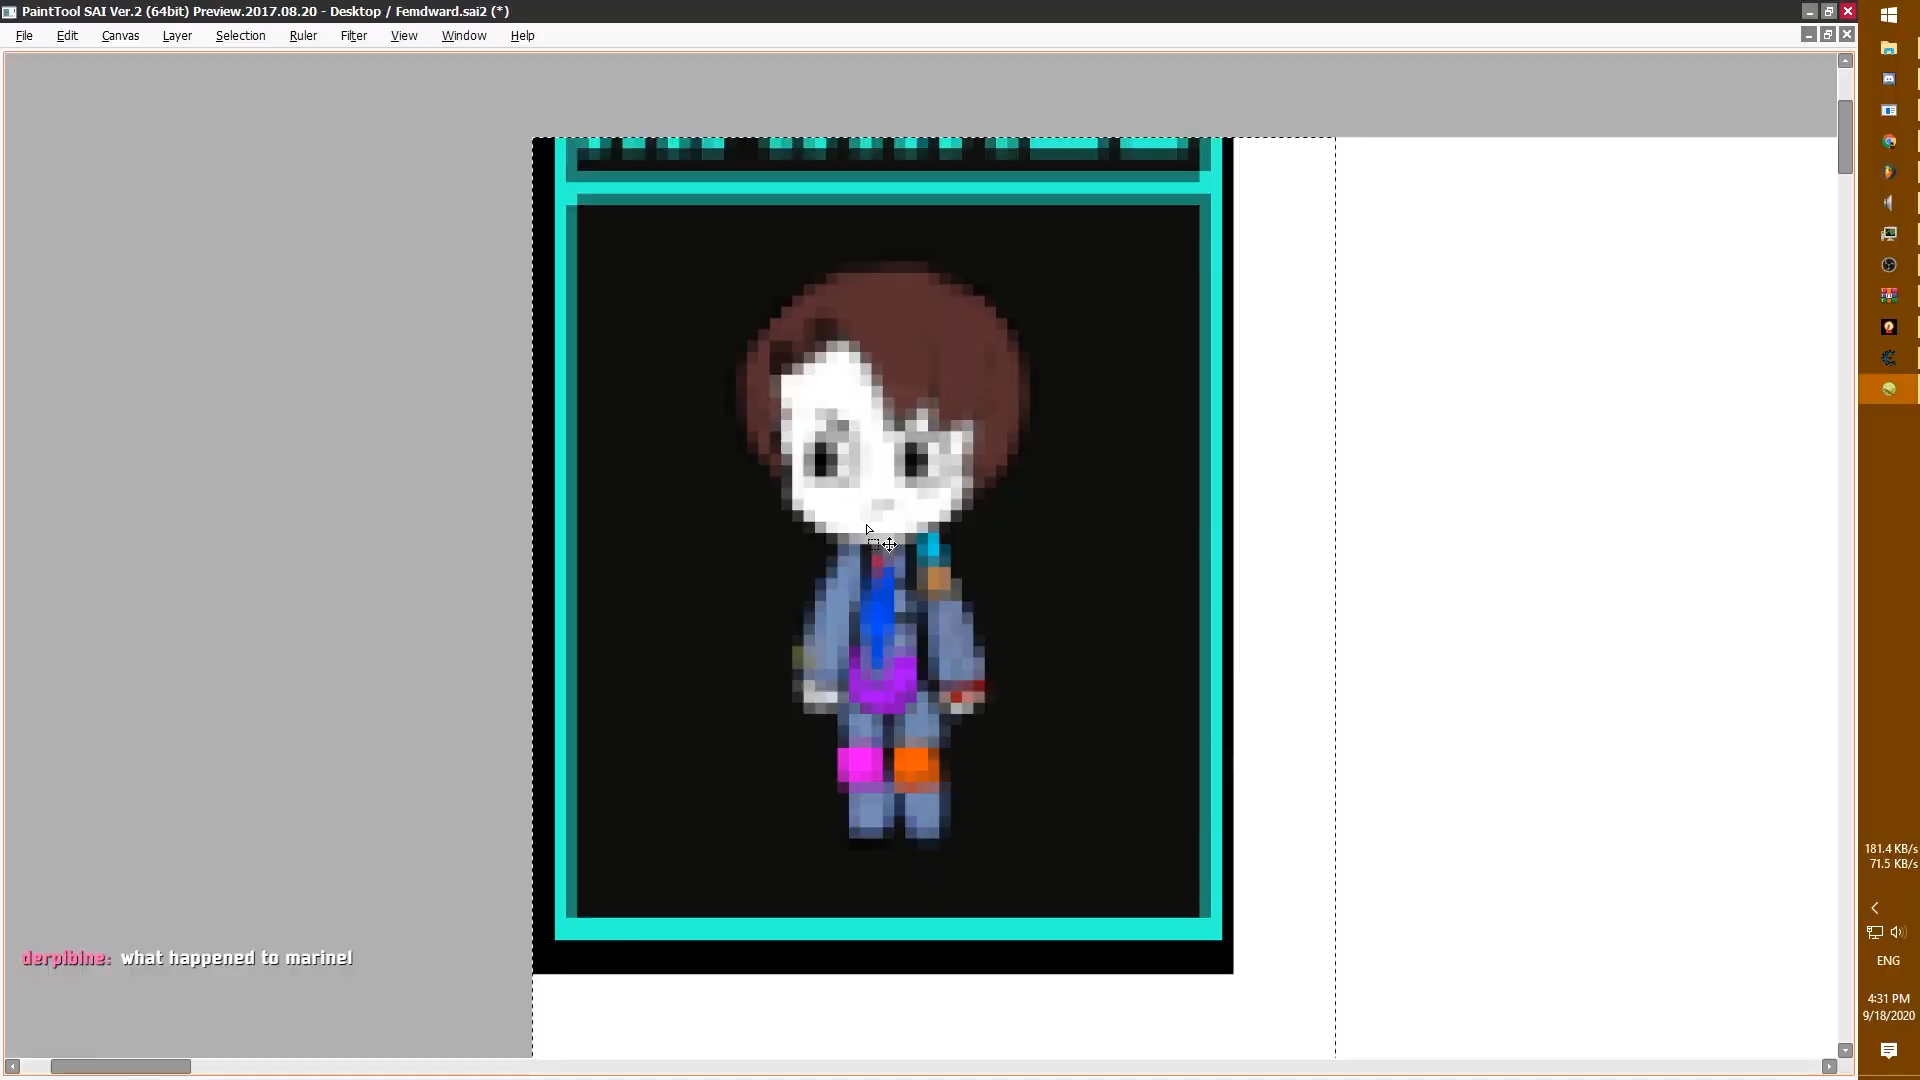 PaintTool SAI Ver.2 (64bit) Preview.2017.08.20 - Desktop / Femdward.sai2 (*)
File Edit Canvas Layer Selection Ruler Filter View Window Help
derpibine: what happened to marinel
181.4 KB/s
71.5 KB/s
ENG
4:31 PM
9/18/2020